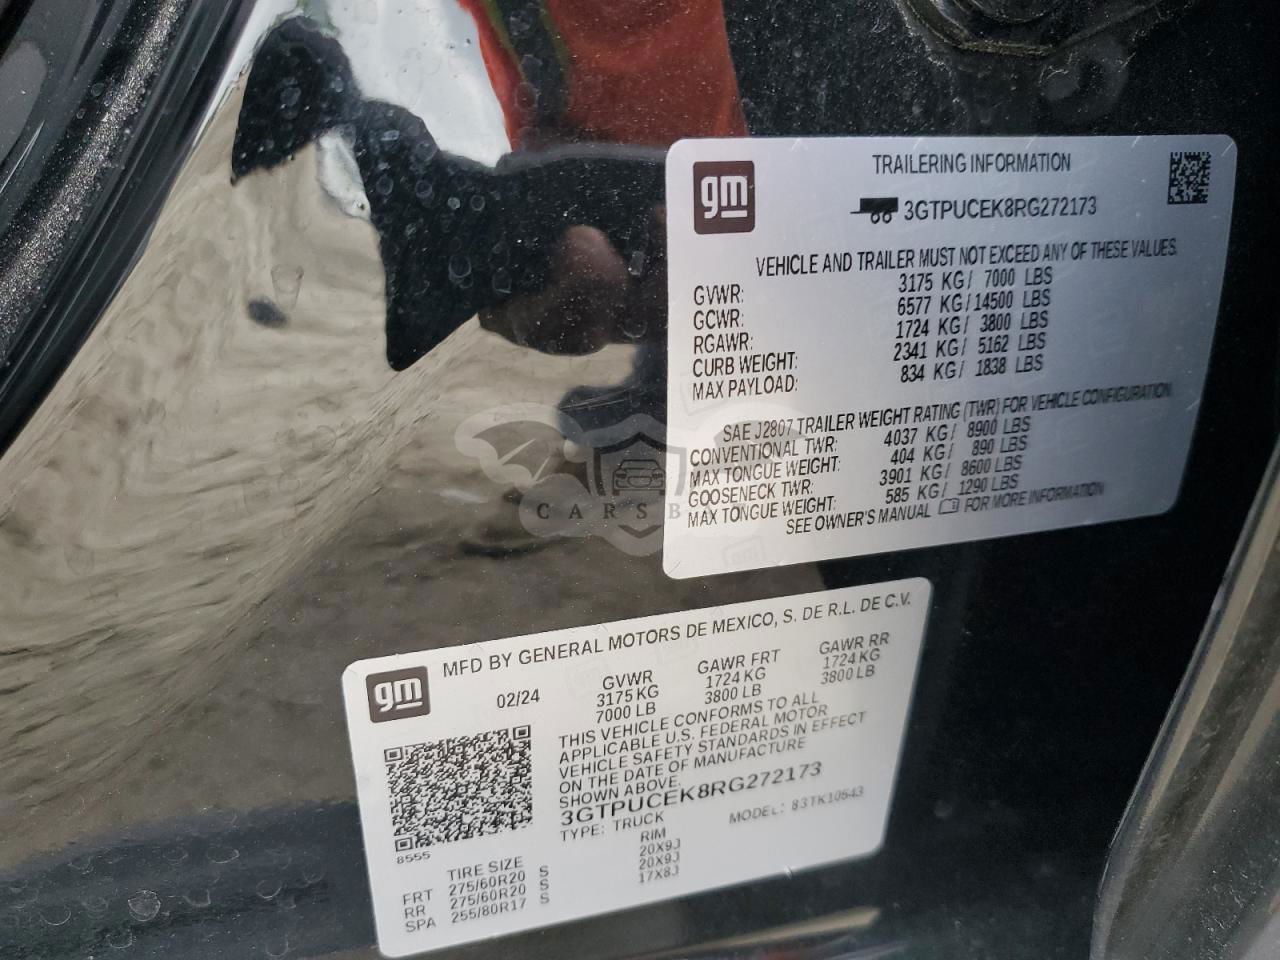 gm
TRAILERING INFORMATION
3GTPUCEK8RG272173
VEHICLE AND TRAILER MUST NOT EXCEED ANY OF THESE VALUES.
GVWR: 3175 KG/ 7000 LBS
GCWR: 6577 KG/14500 LBS
RGAWR: 1724 KG/ 3800 LBS
CURB WEIGHT: 2341 KG/ 5162 LBS
MAX PAYLOAD: 834 KG/ 1838 LBS
SAE J2807 TRAILER WEIGHT RATING (TWR) FOR VEHICLE CONFIGURATION
CONVENTIONAL TWR: 4037 KG/ 8900 LBS
MAX TONGUE WEIGHT: 404 KG/ 890 LBS
GOOSENECK TWR: 3901 KG/ 8600 LBS
MAX TONGUE WEIGHT: 585 KG/ 1290 LBS
SEE OWNER'S MANUAL FOR MORE INFORMATION
CARSB
gm
MFD BY GENERAL MOTORS DE MEXICO, S. DE R.L. DE C.V.
02/24
GVWR GAWR FRT GAWR RR
3175 KG 1724 KG 1724 KG
7000 LB 3800 LB 3800 LB
THIS VEHICLE CONFORMS TO ALL
APPLICABLE U.S. FEDERAL MOTOR
VEHICLE SAFETY STANDARDS IN EFFECT
ON THE DATE OF MANUFACTURE
SHOWN ABOVE.
3GTPUCEK8RG272173
TYPE: TRUCK MODEL: 83TK10543
8555
TIRE SIZE RIM
FRT 275/60R20 S 20X9J
RR 275/60R20 S 20X9J
SPA 255/80R17 S 17X8J